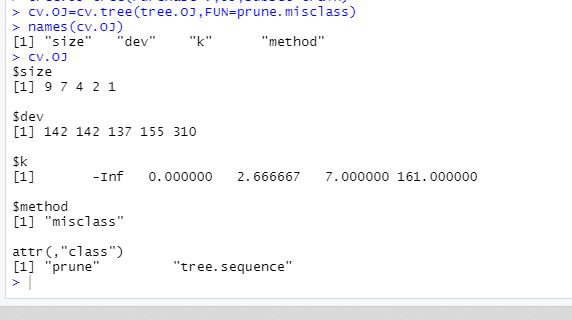 > cv.OJ=cv.tree(tree.OJ,FUN=prune.misclass)
> names(cv.OJ)
[1] "size"   "dev"    "k"      "method"
> cv.OJ
$size
[1] 9 7 4 2 1

$dev
[1] 142 142 137 155 310

$k
[1]       -Inf   0.000000   2.666667   7.000000 161.000000

$method
[1] "misclass"

attr(,"class")
[1] "prune"         "tree.sequence"
>